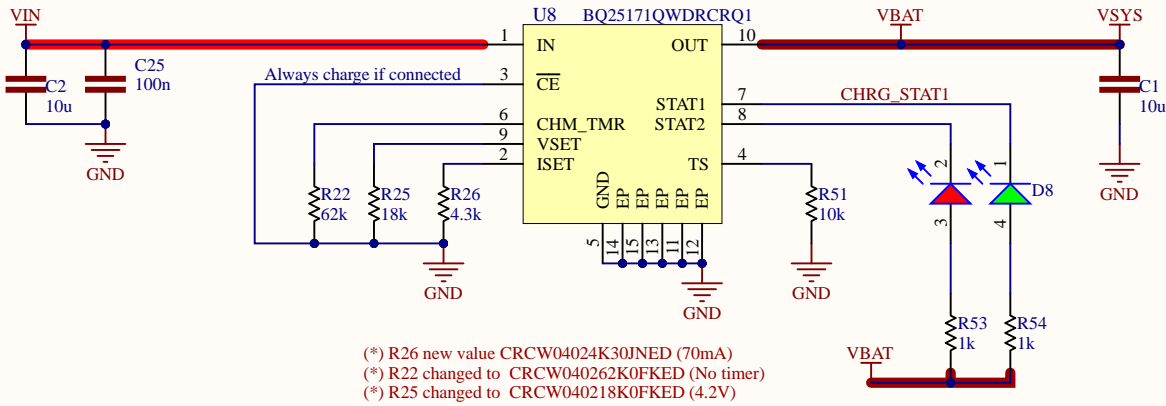 VIN
U8 BQ25171QWDRCRQ1
VBAT
VSYS
1 IN
OUT 10
C25
100n
C2
10u
Always charge if connected
3 CE
STAT1 7
CHRG_STAT1
C1
10u
6 CHM_TMR
STAT2 8
9 VSET
2 ISET
TS 4
2
1
GND
GND
R22
62k
R25
18k
R26
4.3k
GND
EP
EP
EP
EP
EP
R51
10k
D8
3
4
5
14
15
13
11
12
GND
GND
GND
R53
1k
R54
1k
VBAT
(*) R26 new value CRCW04024K30JNED (70mA)
(*) R22 changed to CRCW040262K0FKED (No timer)
(*) R25 changed to CRCW040218K0FKED (4.2V)